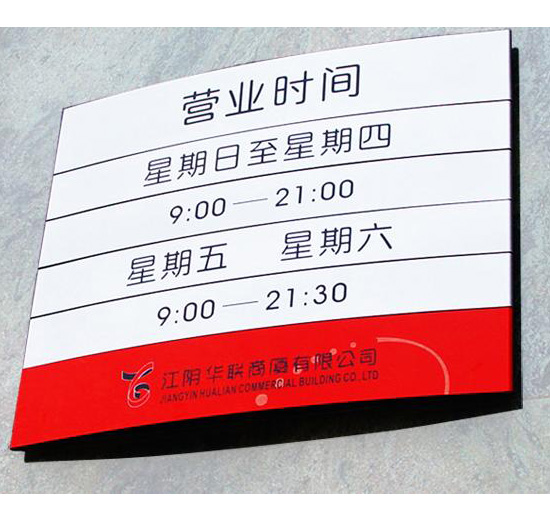 营业时间
星期日至星期四
9:00—21:00
星期五 星期六
9:00—21:30
江阴华联商厦有限公司
JIANGYIN HUALIAN COMMERCIAL BUILDING CO. LTD